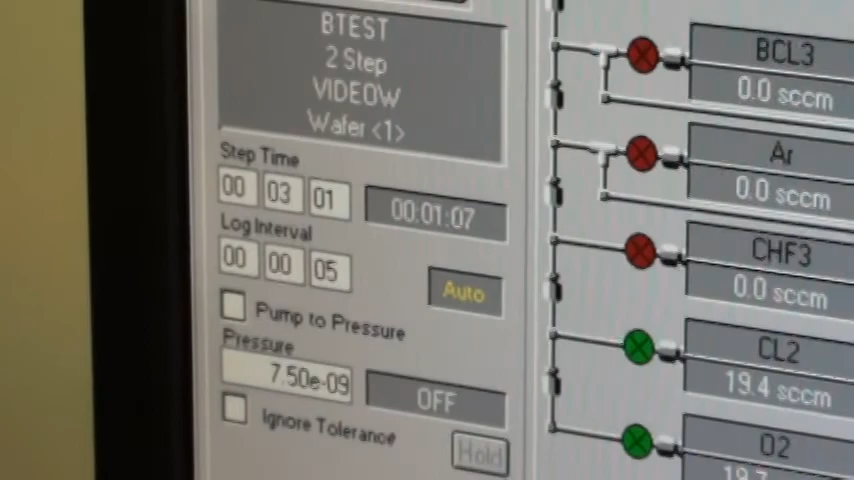 BTEST
2 Step
VIDEOW
Wafer <1>
Step Time
00 03 01 00:01:07
Log Interval
00 00 05
Auto
Pump to Pressure
Pressure
7.50e-09 OFF
Ignore Tolerance
Hold
BCL3
0.0 sccm
Ar
0.0 sccm
CHF3
0.0 sccm
CL2
19.4 sccm
O2